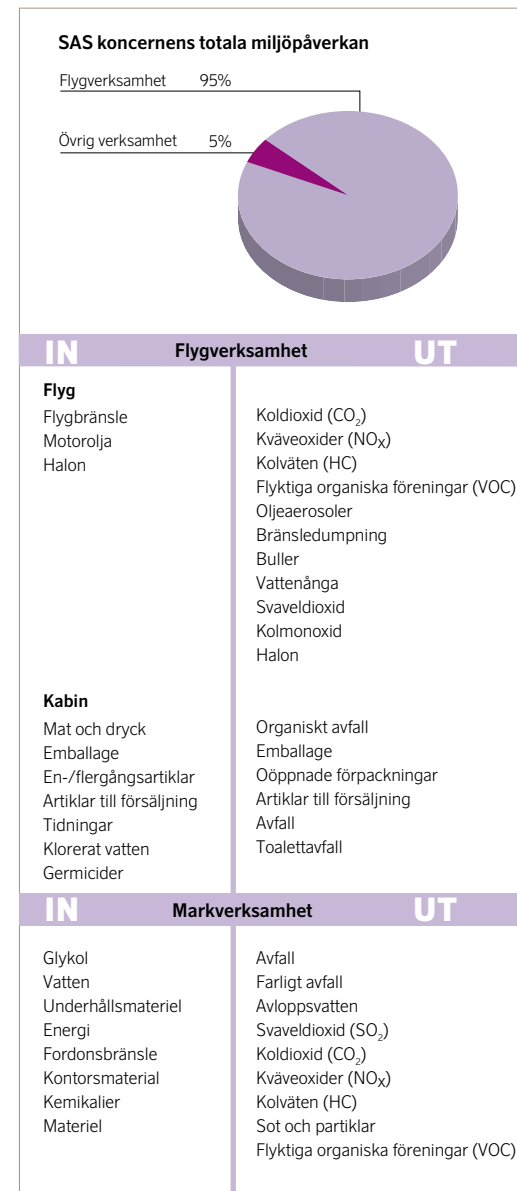 SAS koncernens totala miljöpåverkan
Flygverksamhet 95%
Övrig verksamhet 5%
IN Flygverksamhet UT
Flyg
Flygbränsle
Motorolja
Halon
Koldioxid (CO₂)
Kväveoxider (NOX)
Kolväten (HC)
Flyktiga organiska föreningar (VOC)
Oljeaerosoler
Bränsledumpning
Buller
Vattenånga
Svaveldioxid
Kolmonoxid
Halon
Kabin
Mat och dryck
Emballage
En-/flergångsartiklar
Artiklar till försäljning
Tidningar
Klorerat vatten
Germicider
Organiskt avfall
Emballage
Oöppnade förpackningar
Artiklar till försäljning
Avfall
Toalettavfall
IN Markverksamhet UT
Glykol
Vatten
Underhållsmateriel
Energi
Fordonsbränsle
Kontorsmaterial
Kemikalier
Materiel
Avfall
Farligt avfall
Avloppsvatten
Svaveldioxid (SO₂)
Koldioxid (CO₂)
Kväveoxider (NOX)
Kolväten (HC)
Sot och partiklar
Flyktiga organiska föreningar (VOC)